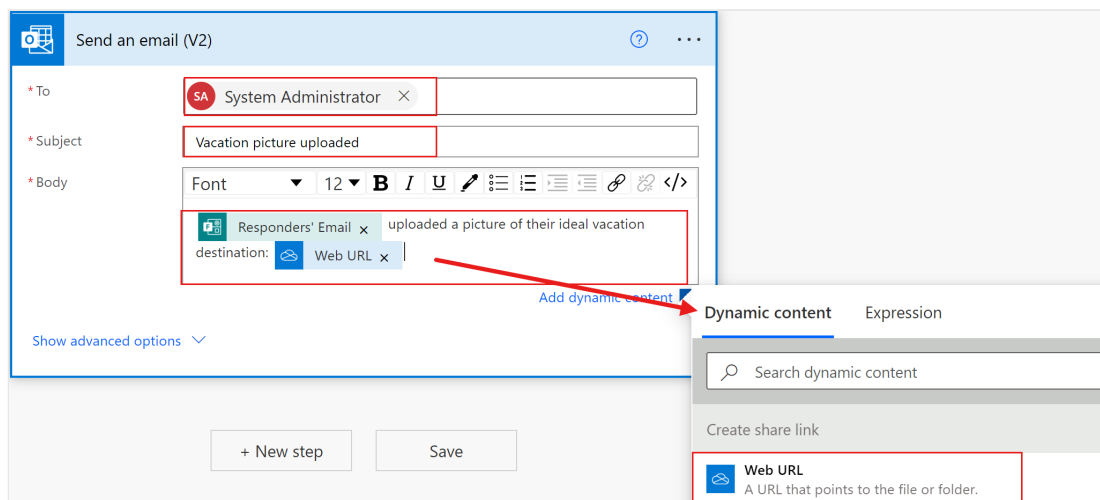 Send an email (V2)
* To
SA System Administrator
* Subject
Vacation picture uploaded
* Body
Font 12 B I U </>
Responders' Email uploaded a picture of their ideal vacation
destination: Web URL
Add dynamic content
Show advanced options
Dynamic content Expression
Search dynamic content
Create share link
Web URL
A URL that points to the file or folder.
+ New step Save